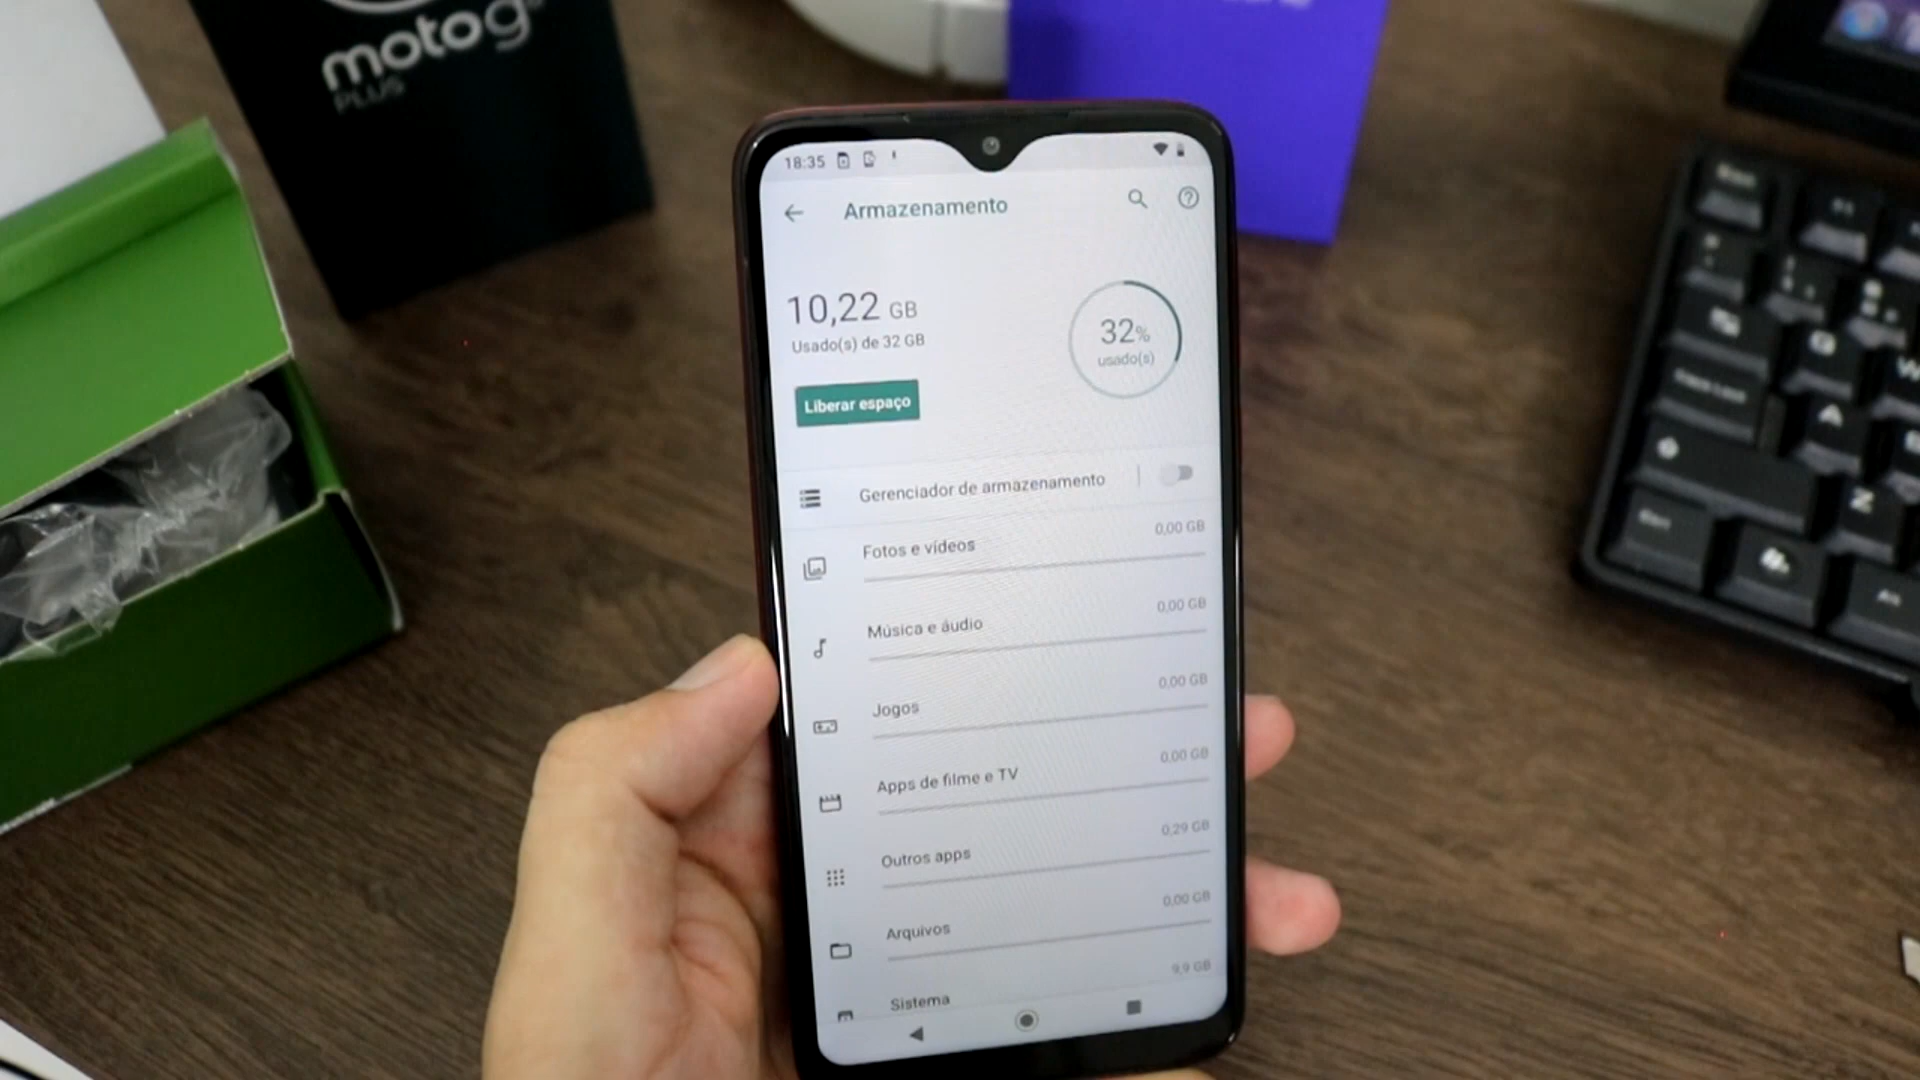 moto g
PLUS
18:35
Armazenamento
10,22 GB
Usado(s) de 32 GB
32%
usado(s)
Liberar espaço
Gerenciador de armazenamento
0,00 GB
Fotos e vídeos
0,00 GB
Música e áudio
0,00 GB
Jogos
0,00 GB
Apps de filme e TV
0,29 GB
Outros apps
0,00 GB
Arquivos
9,9 GB
Sistema
Q
W
A
Z